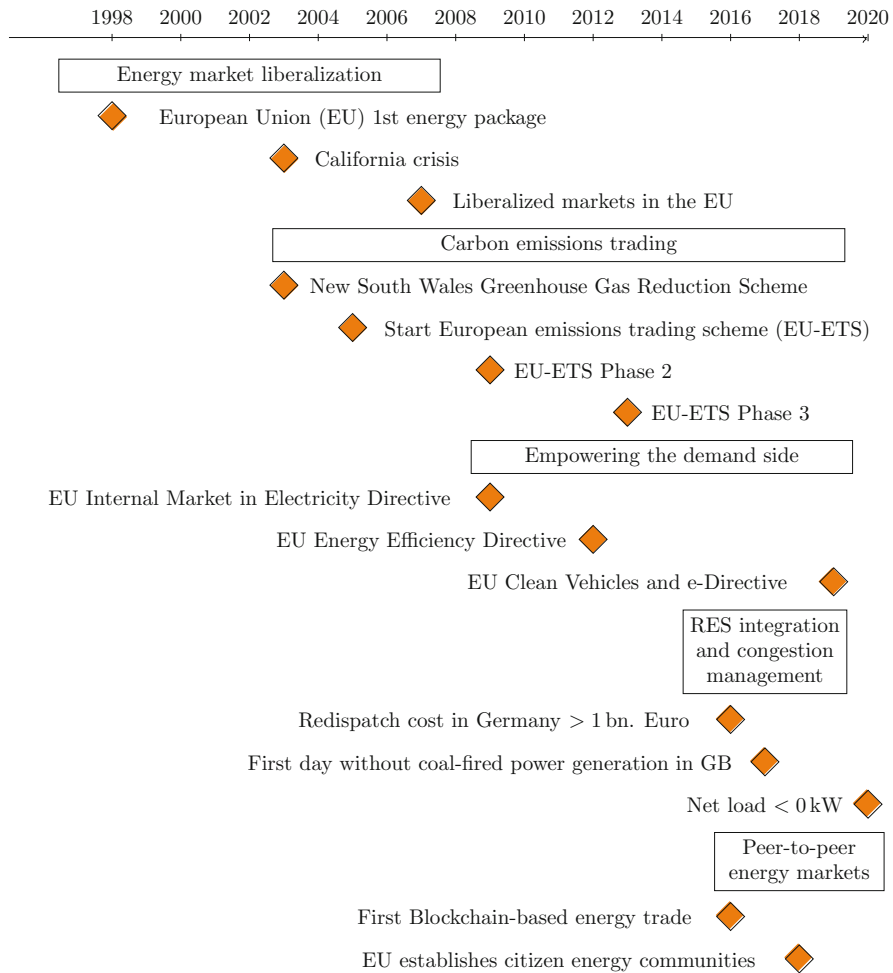 1998 2000 2002 2004 2006 2008 2010 2012 2014 2016 2018 2020
Energy market liberalization
European Union (EU) 1st energy package
California crisis
Liberalized markets in the EU
Carbon emissions trading
New South Wales Greenhouse Gas Reduction Scheme
Start European emissions trading scheme (EU-ETS)
EU-ETS Phase 2
EU-ETS Phase 3
Empowering the demand side
EU Internal Market in Electricity Directive
EU Energy Efficiency Directive
EU Clean Vehicles and e-Directive
RES integration
and congestion
management
Redispatch cost in Germany > 1 bn. Euro
First day without coal-fired power generation in GB
Net load < 0 kW
Peer-to-peer
energy markets
First Blockchain-based energy trade
EU establishes citizen energy communities